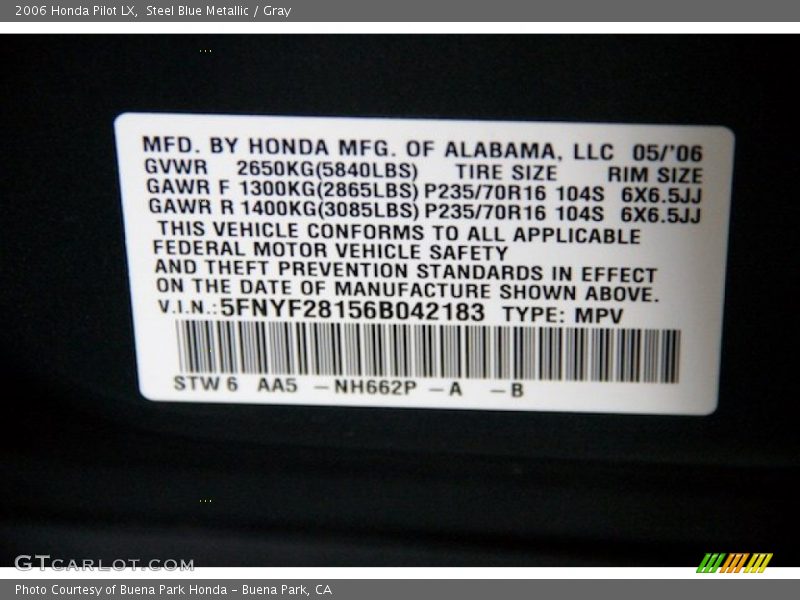 2006 Honda Pilot LX,  Steel Blue Metallic / Gray
MFD. BY HONDA MFG. OF ALABAMA, LLC 05/'06
GVWR 2650KG(5840LBS) TIRE SIZE RIM SIZE
GAWR F 1300KG(2865LBS) P235/70R16 104S 6X6.5JJ
GAWR R 1400KG(3085LBS) P235/70R16 104S 6X6.5JJ
THIS VEHICLE CONFORMS TO ALL APPLICABLE
FEDERAL MOTOR VEHICLE SAFETY
AND THEFT PREVENTION STANDARDS IN EFFECT
ON THE DATE OF MANUFACTURE SHOWN ABOVE.
V.I.N.: 5FNYF28156B042183 TYPE: MPV
STW 6 AA5 –NH662P –A –B
GTCARLOT.COM
Photo Courtesy of Buena Park Honda - Buena Park, CA